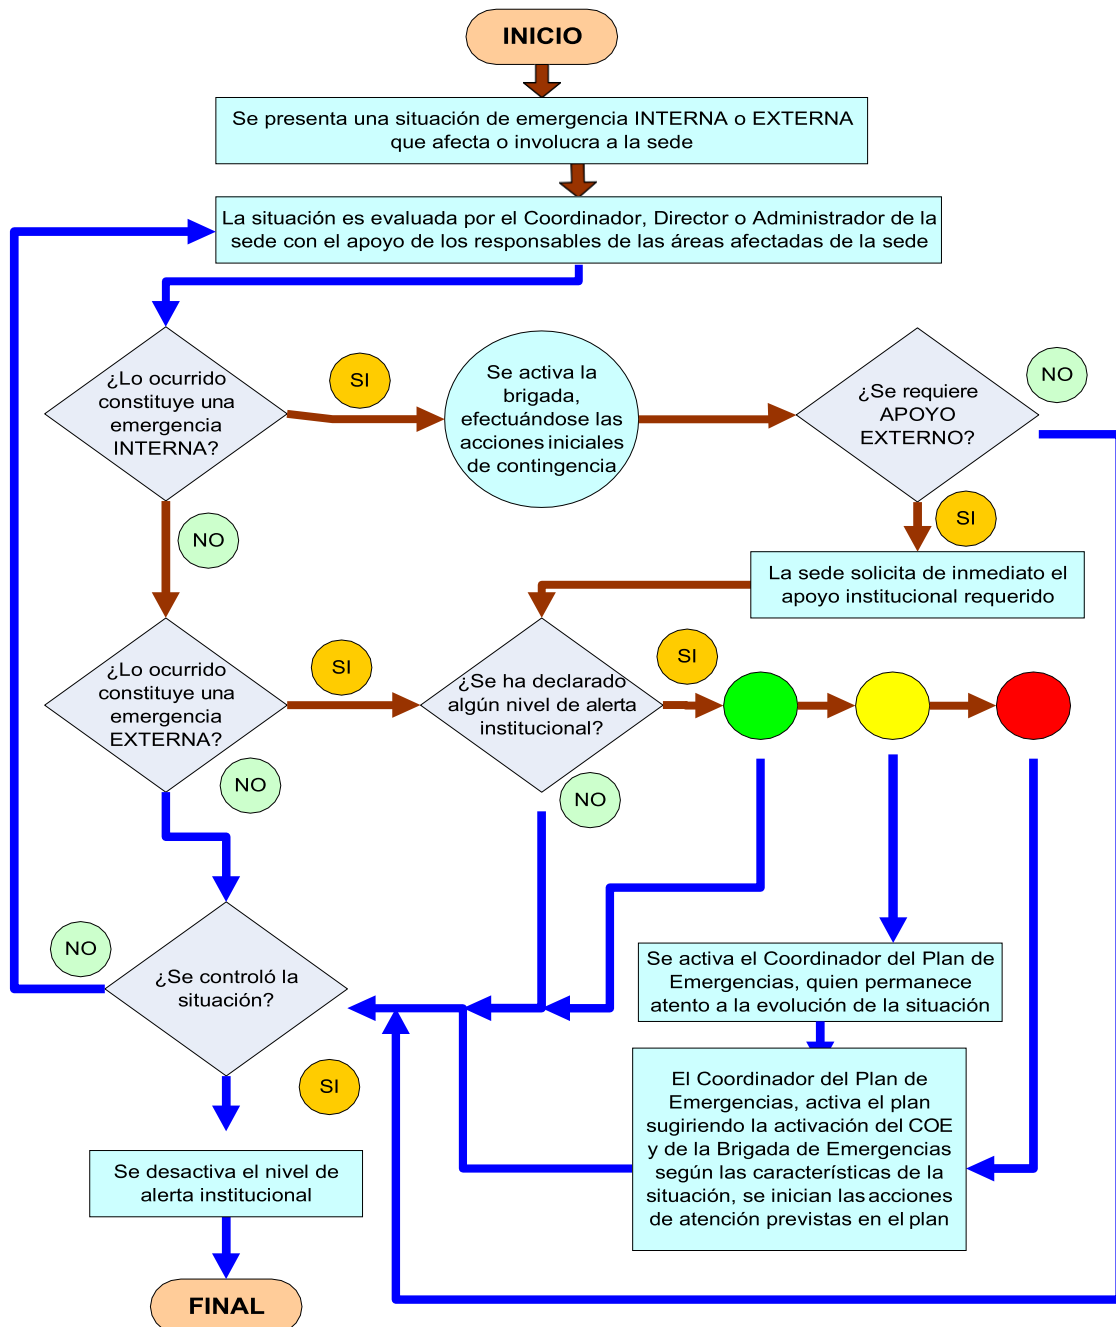 INICIO
Se presenta una situación de emergencia INTERNA o EXTERNA
que afecta o involucra a la sede
La situación es evaluada por el Coordinador, Director o Administrador de la
sede con el apoyo de los responsables de las áreas afectadas de la sede
¿Lo ocurrido
constituye una
emergencia
INTERNA?
SI
Se activa la
brigada,
efectuándose las
acciones iniciales
de contingencia
¿Se requiere
APOYO
EXTERNO?
NO
NO
SI
La sede solicita de inmediato el
apoyo institucional requerido
¿Lo ocurrido
constituye una
emergencia
EXTERNA?
SI
¿Se ha declarado
algún nivel de alerta
institucional?
SI
NO
NO
NO
¿Se controló la
situación?
Se activa el Coordinador del Plan de
Emergencias, quien permanece
atento a la evolución de la situación
SI
El Coordinador del Plan de
Emergencias, activa el plan
sugiriendo la activación del COE
y de la Brigada de Emergencias
según las características de la
situación, se inician las acciones
de atención previstas en el plan
Se desactiva el nivel de
alerta institucional
FINAL